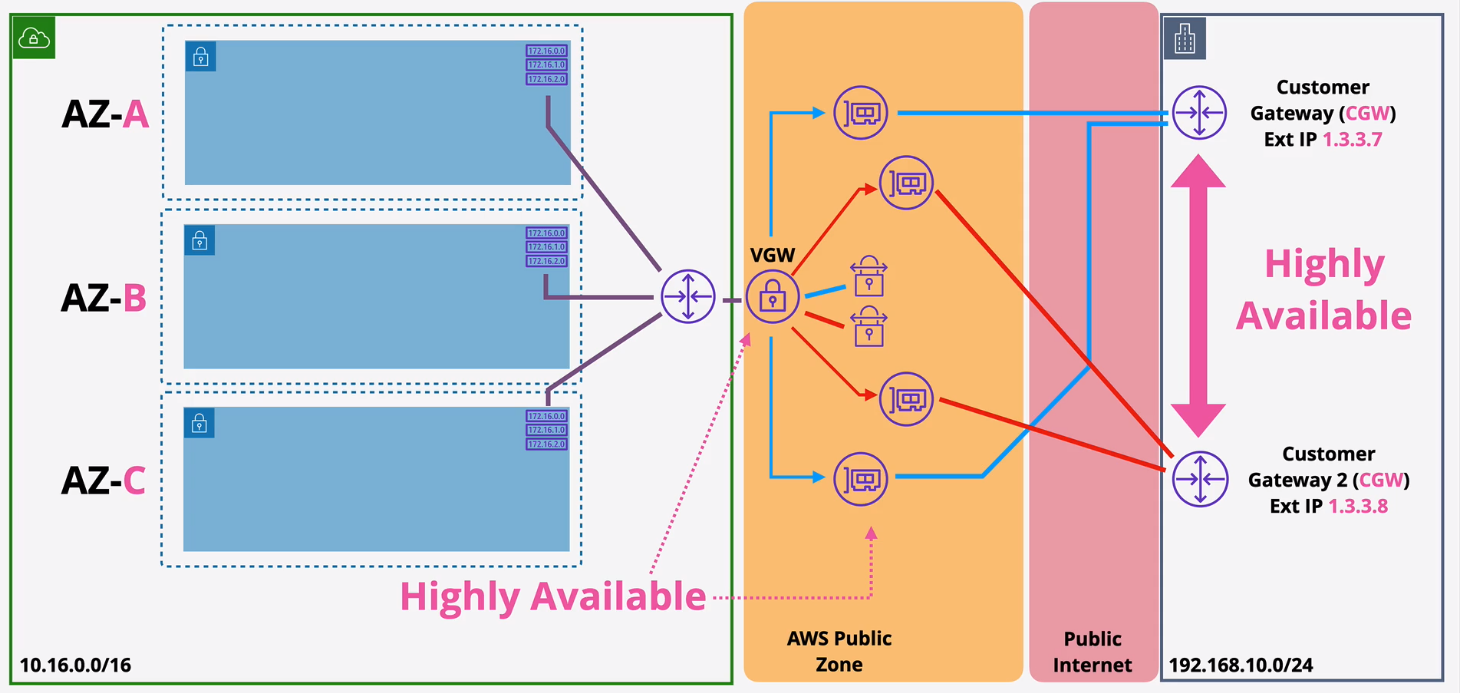 AZ-A
172.16.0.0
172.16.1.0
172.16.2.0
AZ-B
172.16.0.0
172.16.1.0
172.16.2.0
AZ-C
172.16.0.0
172.16.1.0
172.16.2.0
Highly Available
10.16.0.0/16
VGW
AWS Public
Zone
Public
Internet
Customer
Gateway (CGW)
Ext IP 1.3.3.7
Highly
Available
Customer
Gateway 2 (CGW)
Ext IP 1.3.3.8
192.168.10.0/24